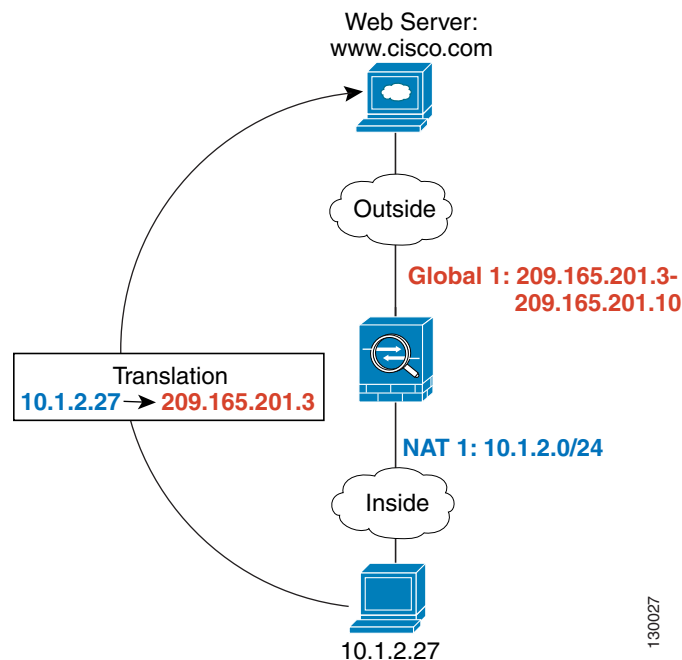 Web Server:
www.cisco.com
Outside
Global 1: 209.165.201.3-
209.165.201.10
Translation
10.1.2.27 209.165.201.3
NAT 1: 10.1.2.0/24
Inside
10.1.2.27
130027